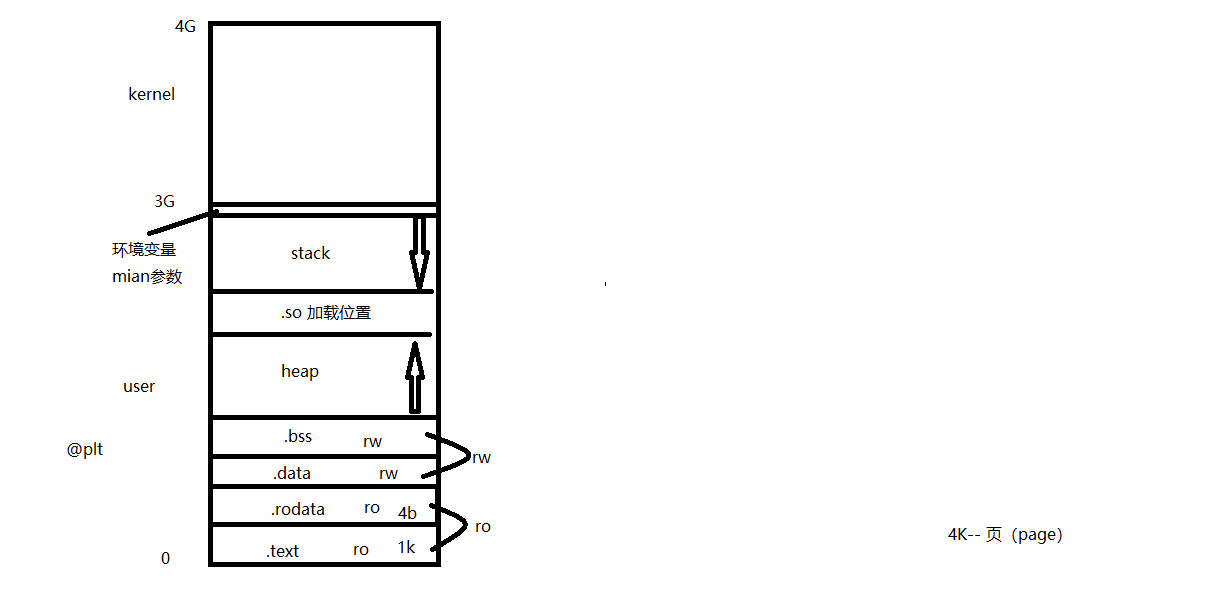 4G
kernel
3G
环境变量
mian参数
stack
.so 加载位置
heap
user
.bss rw
@plt
rw
.data rw
.rodata ro 4b
ro
.text ro 1k
0
4K-- 页（page）